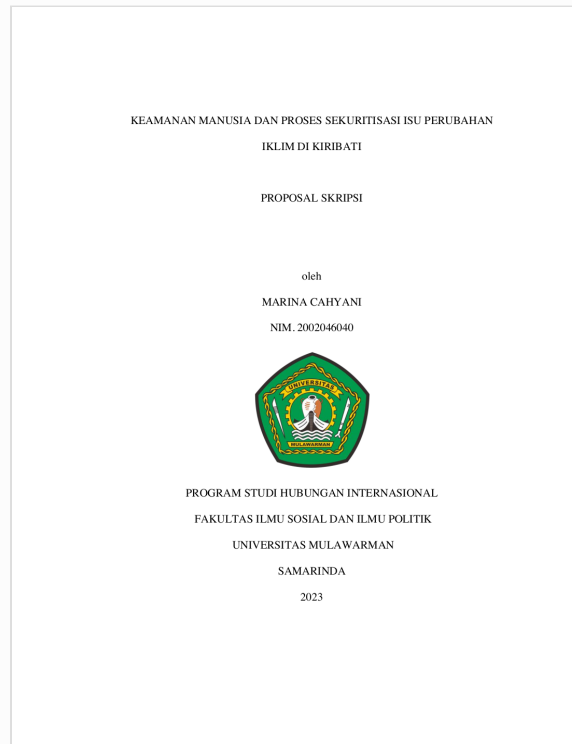 KEAMANAN MANUSIA DAN PROSES SEKURITISASI ISU PERUBAHAN
IKLIM DI KIRIBATI
PROPOSAL SKRIPSI
oleh
MARINA CAHYANI
NIM. 2002046040
UNIVERSITAS
MULAWARMAN
PROGRAM STUDI HUBUNGAN INTERNASIONAL
FAKULTAS ILMU SOSIAL DAN ILMU POLITIK
UNIVERSITAS MULAWARMAN
SAMARINDA
2023